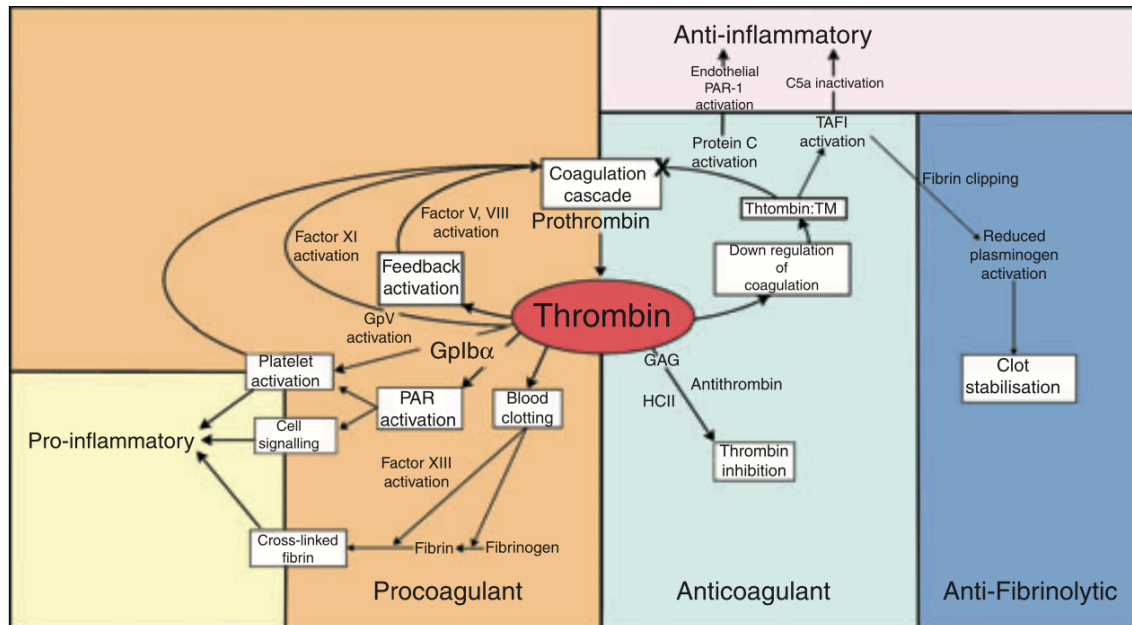 Anti-inflammatory
Endothelial
PAR-1
activation
C5a inactivation
Protein C
activation
TAFI
activation
Fibrin clipping
Coagulation
cascade
X
Prothrombin
Thtombin:TM
Factor V, VIII
activation
Factor XI
activation
Feedback
activation
Down regulation
of
coagulation
Reduced
plasminogen
activation
Thrombin
GpV
activation
GpIbα
Platelet
activation
PAR
activation
Blood
clotting
GAG
Antithrombin
HCII
Clot
stabilisation
Pro-inflammatory
Cell
signalling
Thrombin
inhibition
Factor XIII
activation
Cross-linked
fibrin
Fibrin
Fibrinogen
Procoagulant
Anticoagulant
Anti-Fibrinolytic